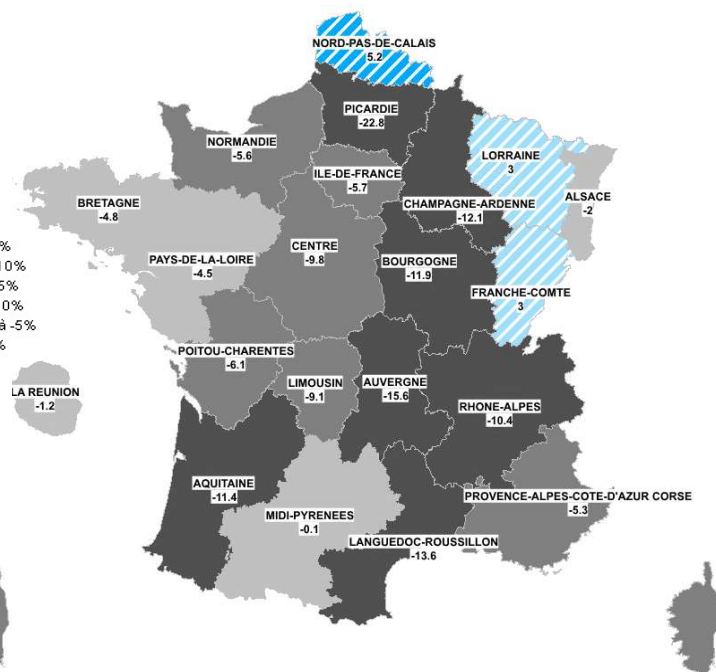 NORD-PAS-DE-CALAIS
5.2
PICARDIE
-22.8
NORMANDIE
-5.6
ILE-DE-FRANCE
-5.7
LORRAINE
3
ALSACE
-2
BRETAGNE
-4.8
CHAMPAGNE-ARDENNE
-12.1
CENTRE
-9.8
PAYS-DE-LA-LOIRE
-4.5
BOURGOGNE
-11.9
FRANCHE-COMTE
3
%
10%
5%
0%
à -5%
%
POITOU-CHARENTES
-6.1
LIMOUSIN
-9.1
AUVERGNE
-15.6
LA REUNION
-1.2
RHONE-ALPES
-10.4
AQUITAINE
-11.4
PROVENCE-ALPES-COTE-D'AZUR CORSE
-5.3
MIDI-PYRENEES
-0.1
LANGUEDOC-ROUSSILLON
-13.6